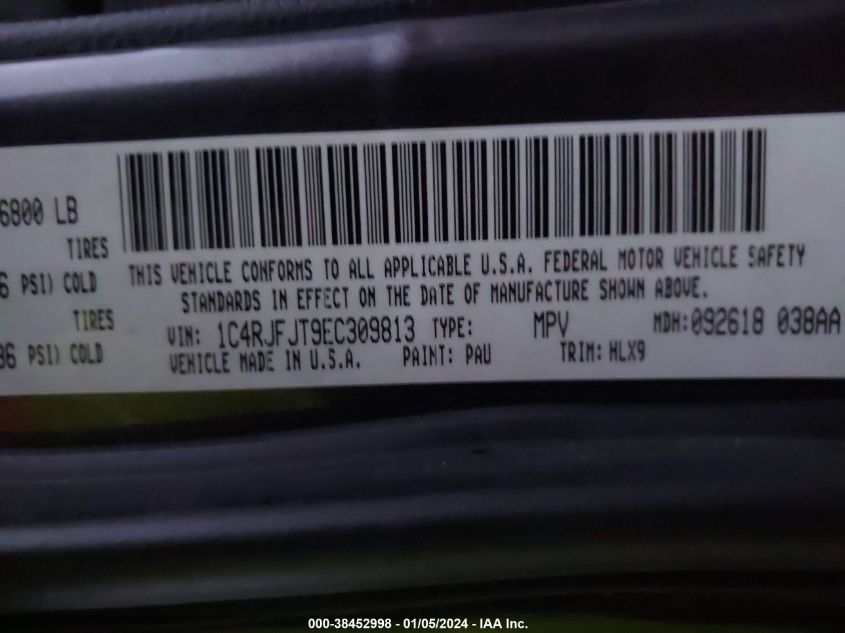 6800 LB
TIRES
6 PSI) COLD
36 PSI) COLD
THIS VEHICLE CONFORMS TO ALL APPLICABLE U.S.A. FEDERAL MOTOR VEHICLE SAFETY
STANDARDS IN EFFECT ON THE DATE OF MANUFACTURE SHOWN ABOVE.
VIN: 1C4RJFJT9EC309813 TYPE: MPV MDH:092618 038AA
VEHICLE MADE IN U.S.A. PAINT: PAU TRIM: HLX9
000-38452998 - 01/05/2024 - IAA Inc.